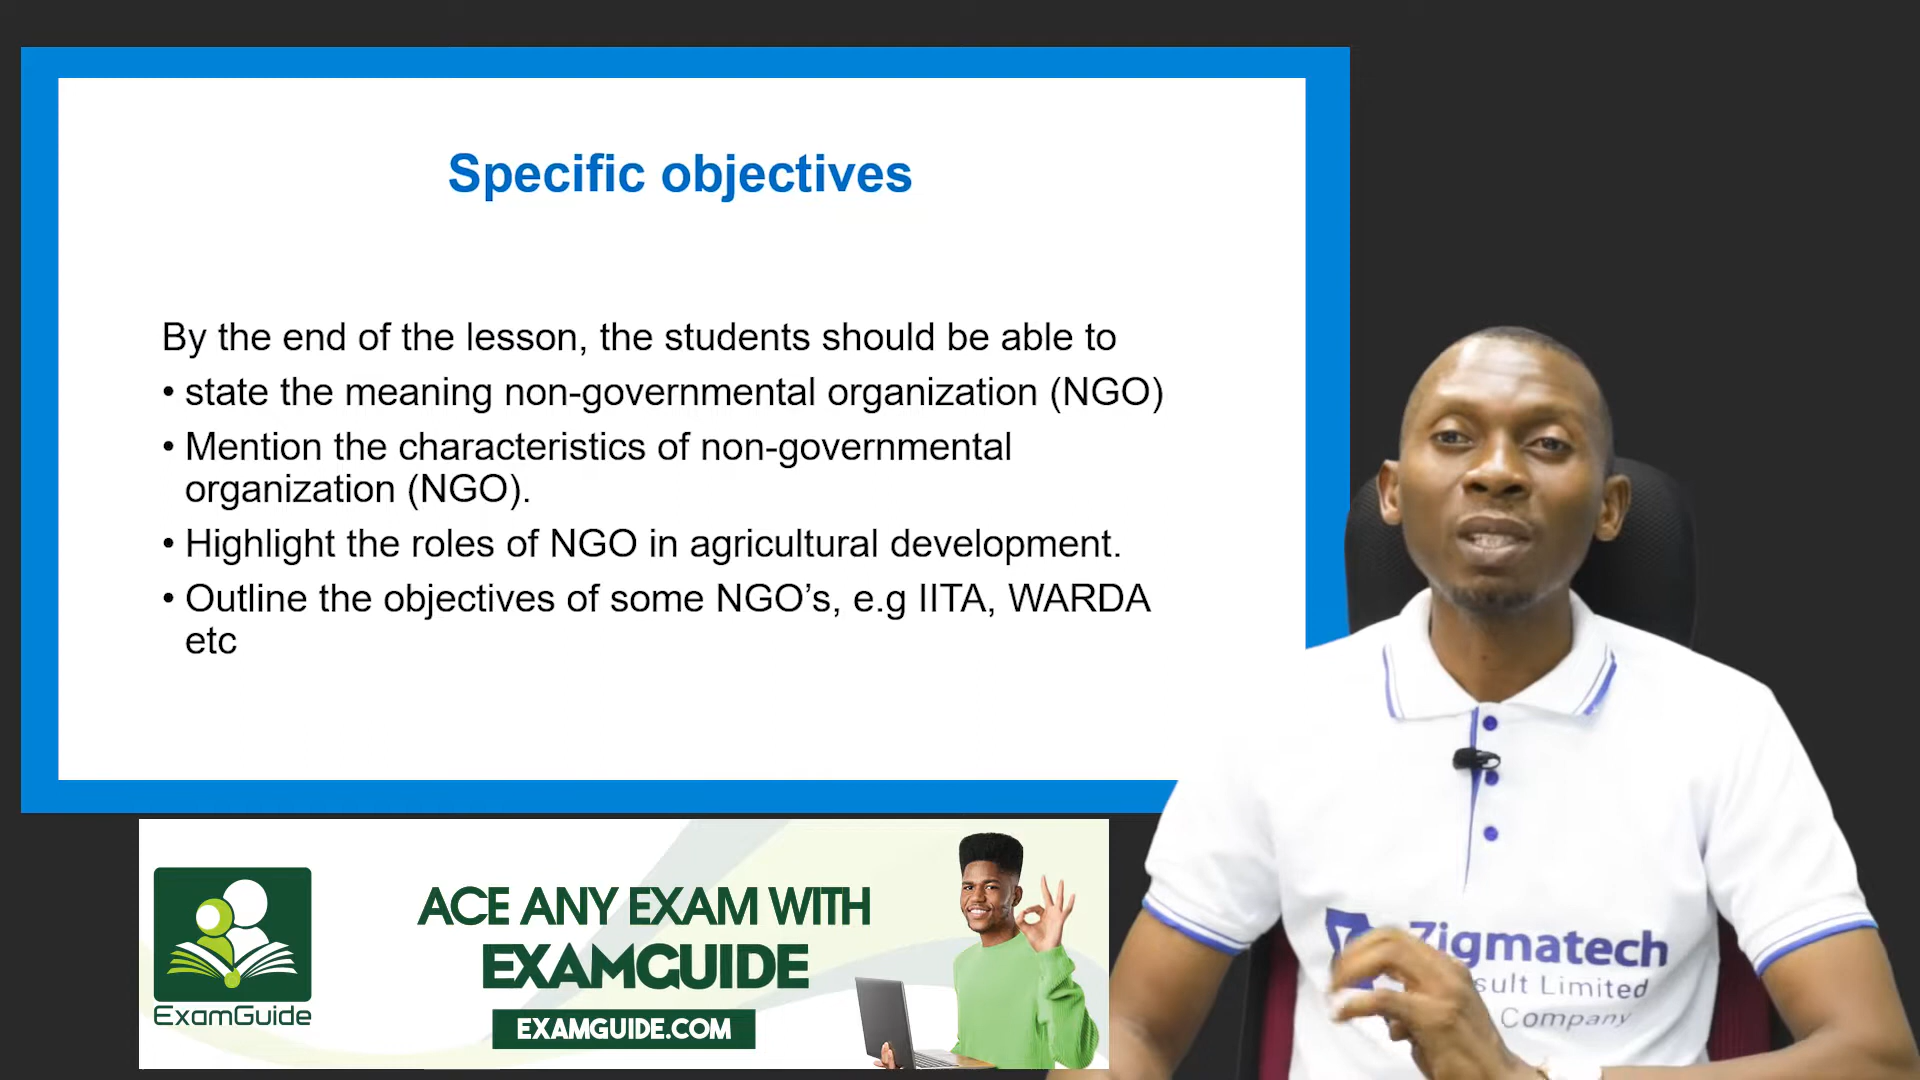 Specific objectives
By the end of the lesson, the students should be able to
• state the meaning non-governmental organization (NGO)
• Mention the characteristics of non-governmental
organization (NGO).
• Highlight the roles of NGO in agricultural development.
• Outline the objectives of some NGO’s, e.g IITA, WARDA
etc
ACE ANY EXAM WITH
EXAMGUIDE
EXAMGUIDE.COM
ExamGuide
Zigmatech
Limited
Company